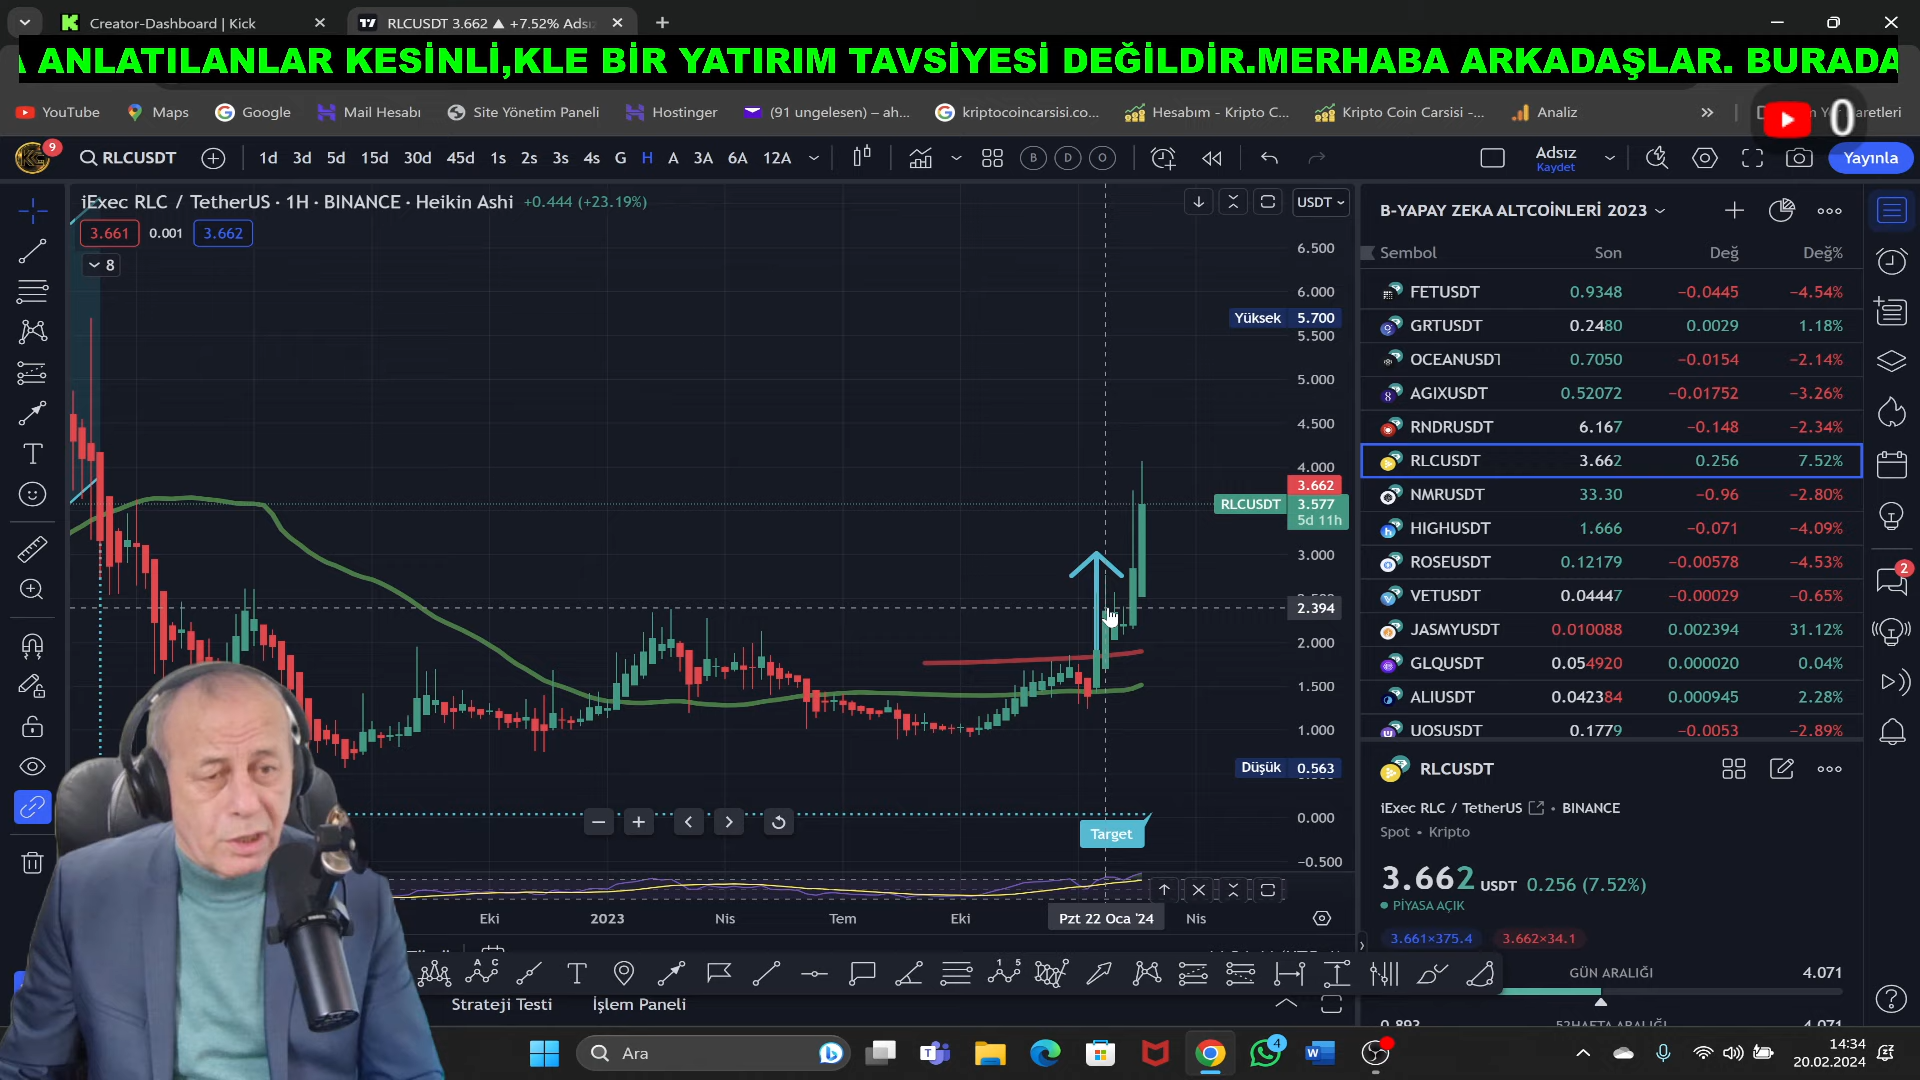 Creator-Dashboard | Kick
RLCUSDT 3.662 ▲ +7.52% Adsı
ANLATILANLAR KESİNLİ,KLE BİR YATIRIM TAVSİYESİ DEĞİLDİR.MERHABA ARKADAŞLAR. BURADA
YouTube Maps Google Mail Hesabı Site Yönetim Paneli Hostinger (91 ungelesen) – ah... kriptocoincarsisi.co... Hesabım - Kripto C... Kripto Coin Carsisi -... Analiz
0
9
RLCUSDT 1d 3d 5d 15d 30d 45d 1s 2s 3s 4s G H A 3A 6A 12A B D O Adsız Kaydet Yayınla
iExec RLC / TetherUS · 1H · BINANCE · Heikin Ashi +0.444 (+23.19%)
USDT
3.661 0.001 3.662
8
6.500
6.000
Yüksek 5.700
5.500
5.000
4.500
4.000
3.662
RLCUSDT 3.577
5d 11h
3.000
2.394
2.000
1.500
1.000
Düşük 0.563
0.000
Target
-0.500
Eki 2023 Nis Tem Eki Pzt 22 Oca '24 Nis
Strateji Testi İşlem Paneli
B-YAPAY ZEKA ALTCOİNLERİ 2023
Sembol Son Değ Değ%
FETUSDT 0.9348 −0.0445 −4.54%
GRTUSDT 0.2480 0.0029 1.18%
OCEANUSDT 0.7050 −0.0154 −2.14%
AGIXUSDT 0.52072 −0.01752 −3.26%
RNDRUSDT 6.167 −0.148 −2.34%
RLCUSDT 3.662 0.256 7.52%
NMRUSDT 33.30 −0.96 −2.80%
HIGHUSDT 1.666 −0.071 −4.09%
ROSEUSDT 0.12179 −0.00578 −4.53%
VETUSDT 0.04447 −0.00029 −0.65%
JASMYUSDT 0.010088 0.002394 31.12%
GLQUSDT 0.054920 0.000020 0.04%
ALIUSDT 0.042384 0.000945 2.28%
UOSUSDT 0.1779 −0.0053 −2.89%
RLCUSDT
iExec RLC / TetherUS • BINANCE
Spot • Kripto
3.662 USDT 0.256 (7.52%)
PİYASA AÇIK
3.661×375.4 3.662×34.1
GÜN ARALIĞI 4.071
0.893 52HAFTA ARALIĞI 4.071
2
Ara
4
14:34
20.02.2024